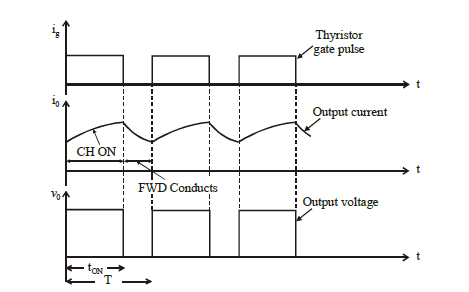 ig
Thyristor
gate pulse
t
i0
Output current
CH ON
t
FWD Conducts
v0
Output voltage
t
tON
T